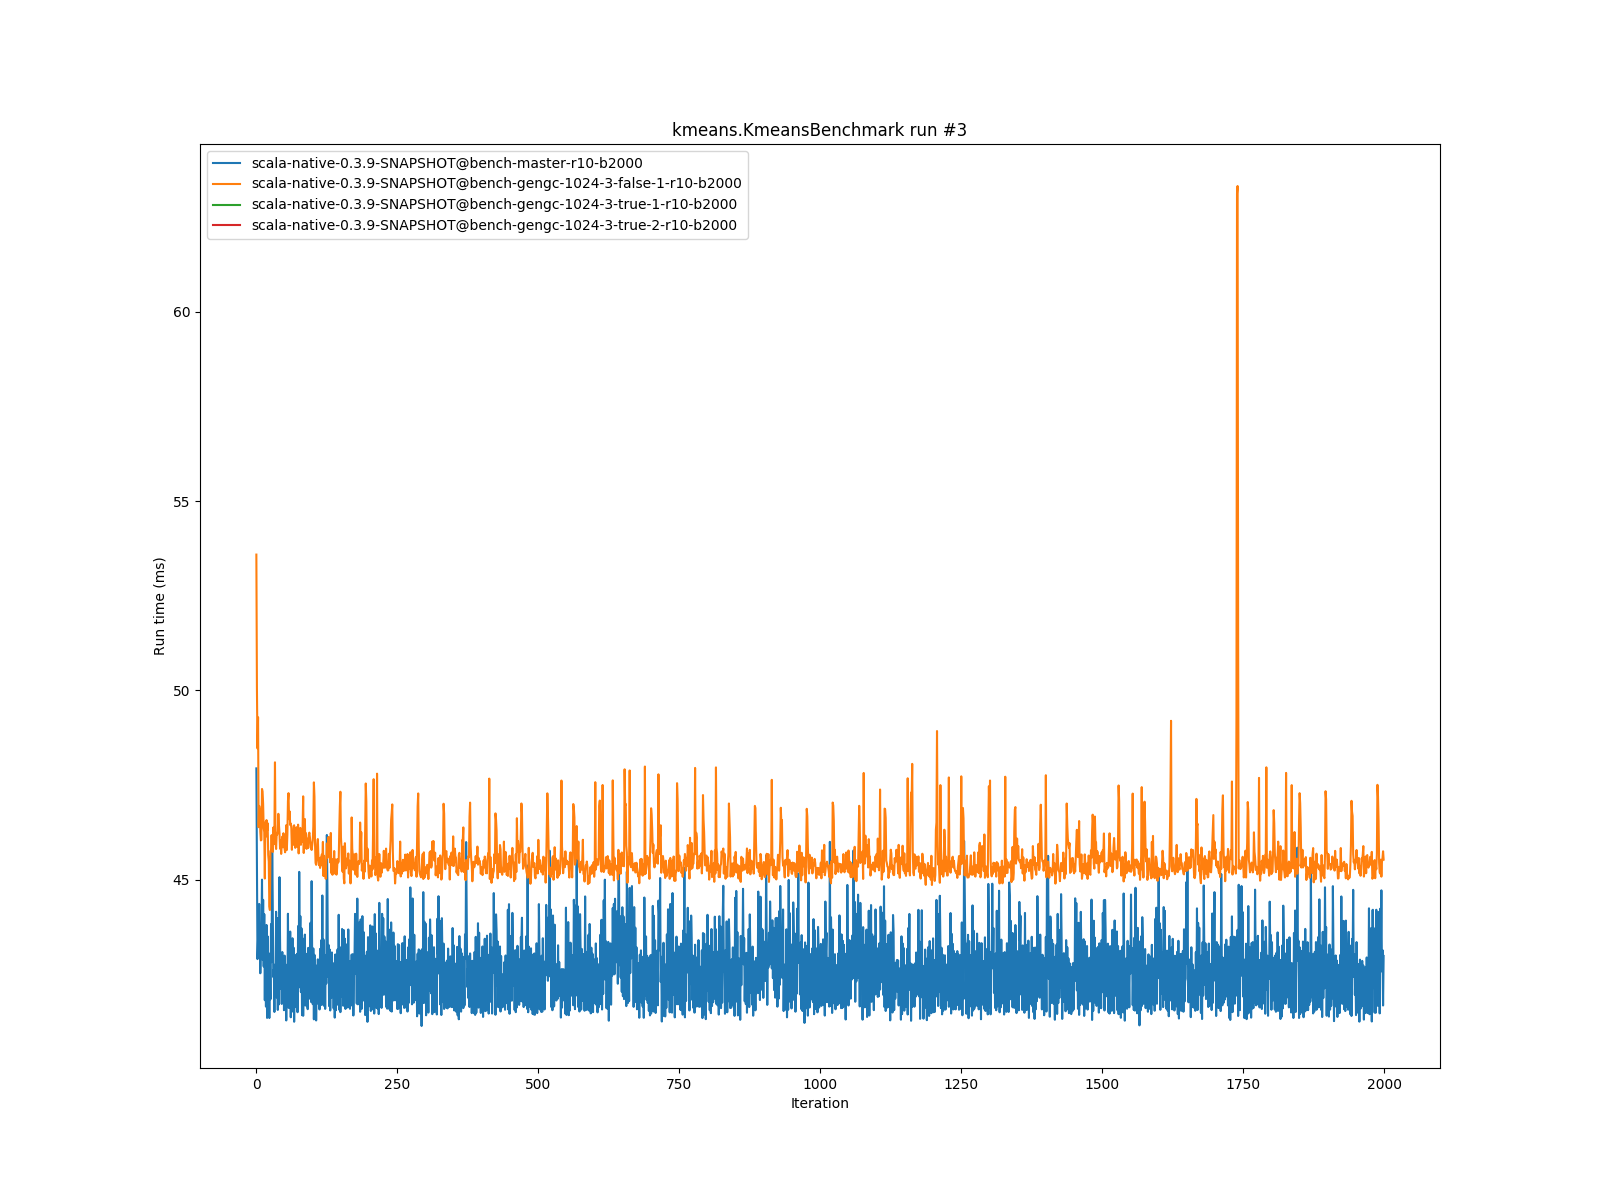 kmeans.KmeansBenchmark run #3
scala-native-0.3.9-SNAPSHOT@bench-master-r10-b2000
scala-native-0.3.9-SNAPSHOT@bench-gengc-1024-3-false-1-r10-b2000
scala-native-0.3.9-SNAPSHOT@bench-gengc-1024-3-true-1-r10-b2000
scala-native-0.3.9-SNAPSHOT@bench-gengc-1024-3-true-2-r10-b2000
60
55
50
45
45
Run time (ms)
0 250 500 750 1000 1250 1500 1750 2000
Iteration